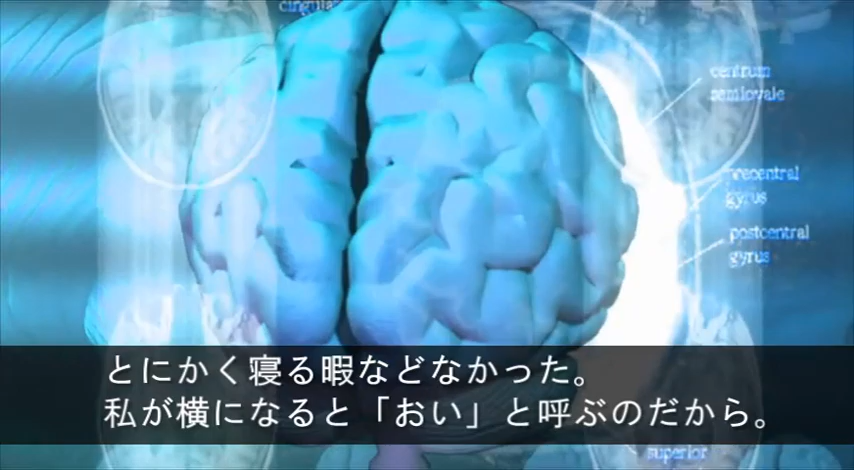 cingula
centrum
semiovale
precentral
gyrus
postcentral
gyrus
とにかく寝る暇などなかった。
私が横になると「おい」と呼ぶのだから。
superior